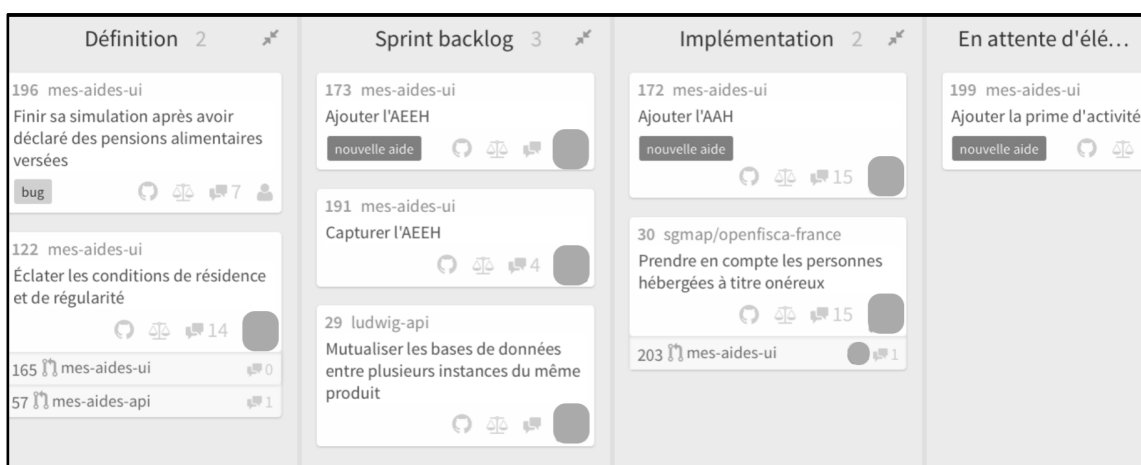 Définition 2
196 mes-aides-ui
Finir sa simulation après avoir
déclaré des pensions alimentaires
versées
bug 7
122 mes-aides-ui
Éclater les conditions de résidence
et de régularité
14
165 mes-aides-ui 0
57 mes-aides-api 1
Sprint backlog 3
173 mes-aides-ui
Ajouter l'AEEH
nouvelle aide
191 mes-aides-ui
Capturer l'AEEH
4
29 ludwig-api
Mutualiser les bases de données
entre plusieurs instances du même
produit
Implémentation 2
172 mes-aides-ui
Ajouter l'AAH
nouvelle aide
15
30 sgmap/openfisca-france
Prendre en compte les personnes
hébergées à titre onéreux
15
203 mes-aides-ui 1
En attente d'élé…
199 mes-aides-ui
Ajouter la prime d'activité
nouvelle aide